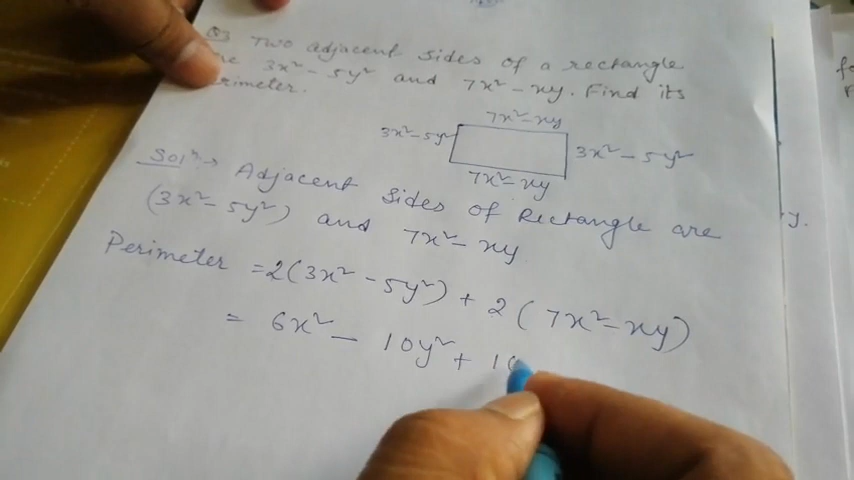 Q3 Two adjacent sides of a rectangle
3x² - 5y² and 7x² - xy. Find its
7x² - xy
3x² - 5y²
3x² - 5y²
7x² - xy
Solⁿ → Adjacent sides of Rectangle are
(3x² - 5y²) and 7x² - xy
Perimeter = 2(3x² - 5y²) + 2(7x² - xy)
= 6x² - 10y² + 1